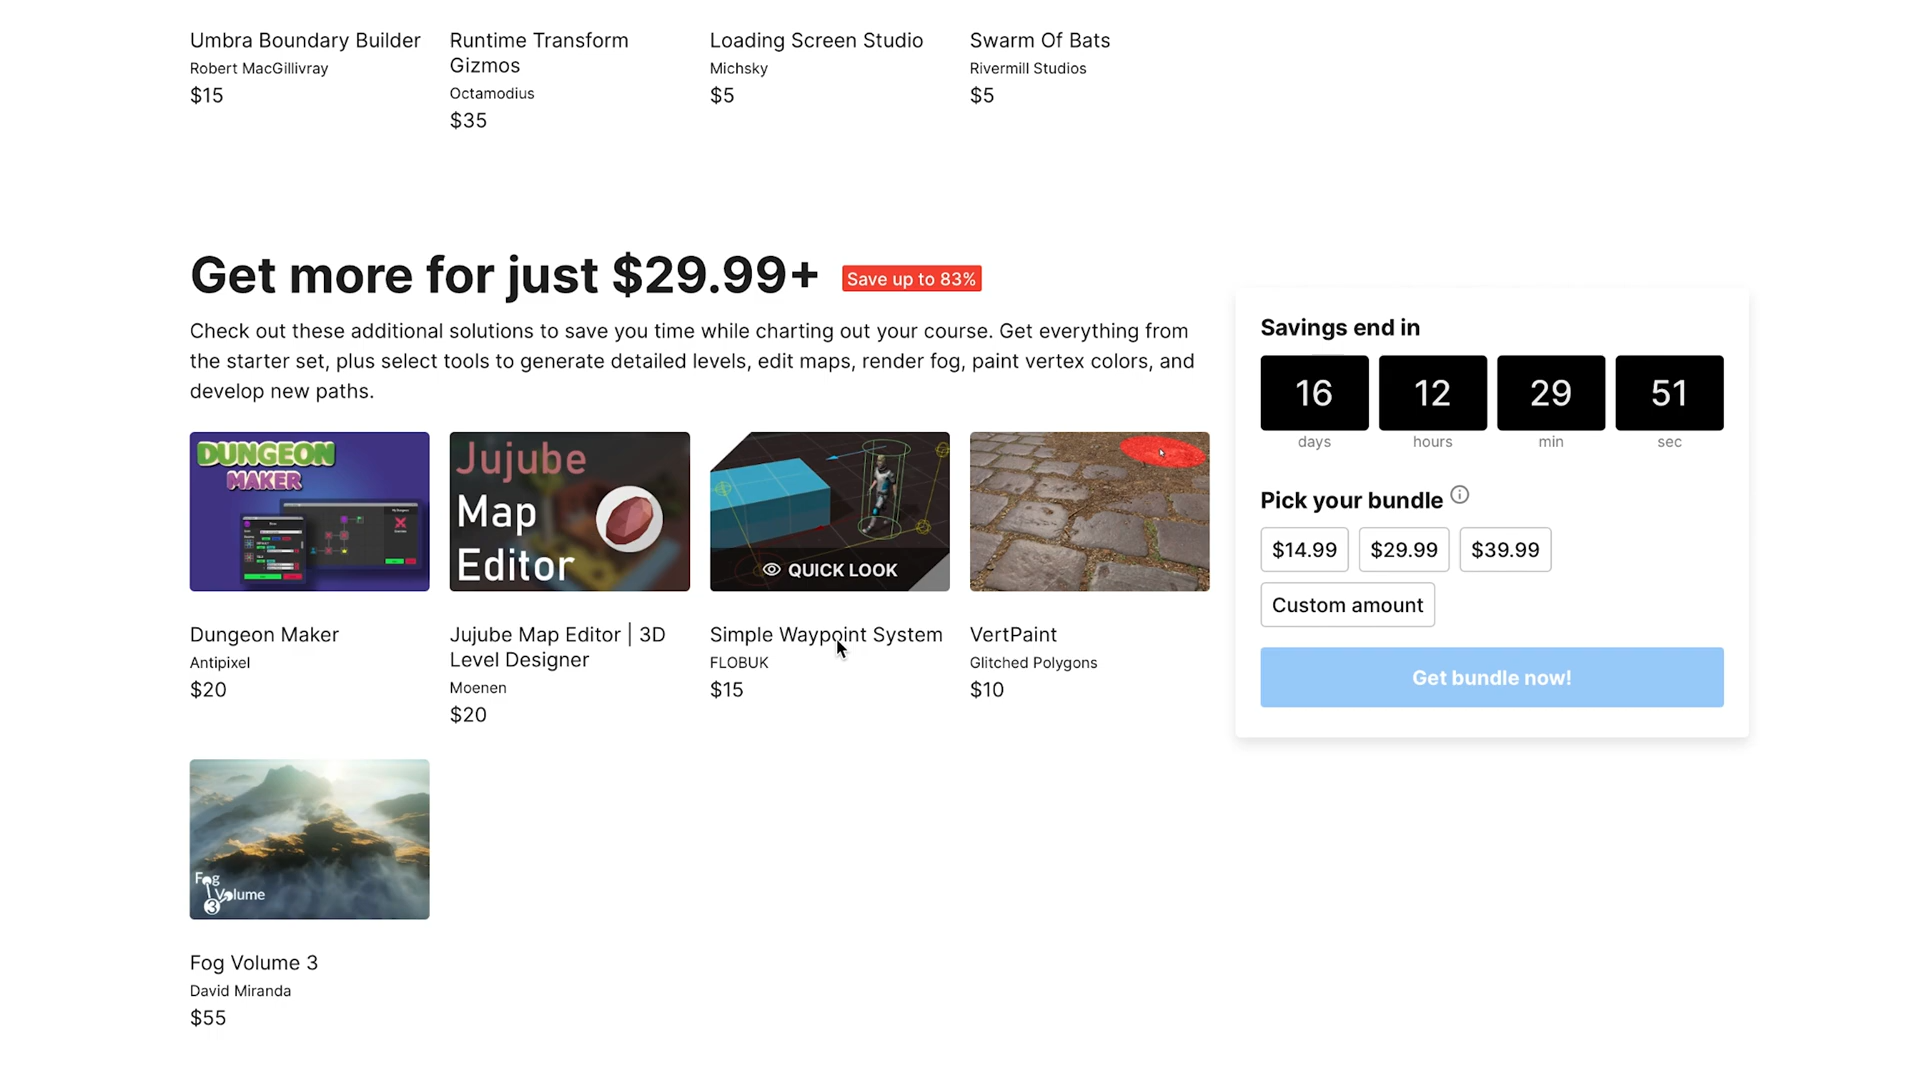 Umbra Boundary Builder
Robert MacGillivray
$15
Runtime Transform
Gizmos
Octamodius
$35
Loading Screen Studio
Michsky
$5
Swarm Of Bats
Rivermill Studios
$5
Get more for just $29.99+
Save up to 83%
Check out these additional solutions to save you time while charting out your course. Get everything from
the starter set, plus select tools to generate detailed levels, edit maps, render fog, paint vertex colors, and
develop new paths.
DUNGEON
MAKER
Dungeon Maker
Antipixel
$20
Jujube
Map
Editor
Jujube Map Editor | 3D
Level Designer
Moenen
$20
QUICK LOOK
Simple Waypoint System
FLOBUK
$15
VertPaint
Glitched Polygons
$10
Fog
Volume
3
Fog Volume 3
David Miranda
$55
Savings end in
16 12 29 51
days hours min sec
Pick your bundle
$14.99 $29.99 $39.99
Custom amount
Get bundle now!